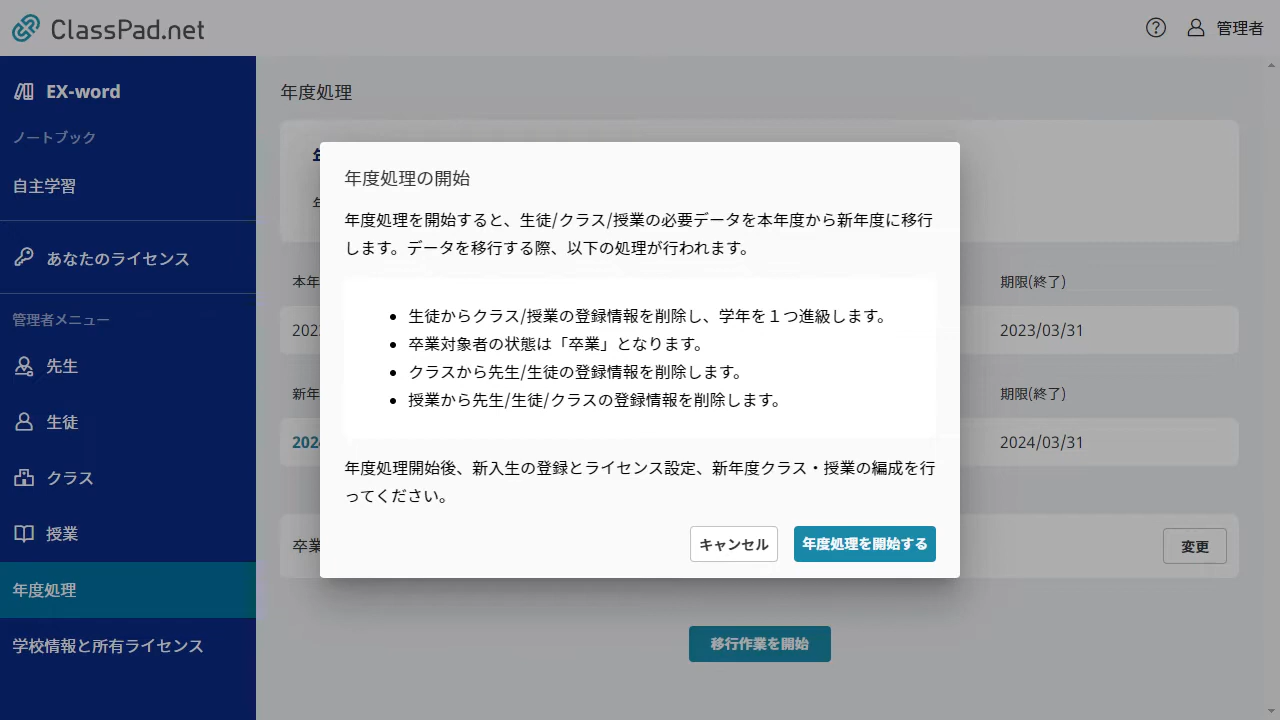 ClassPad.net
管理者
EX-word
ノートブック
自主学習
あなたのライセンス
管理者メニュー
先生
生徒
クラス
授業
年度処理
学校情報と所有ライセンス
年度処理
年度処理の開始
年度処理を開始すると、生徒/クラス/授業の必要データを本年度から新年度に移行
します。データを移行する際、以下の処理が行われます。
• 生徒からクラス/授業の登録情報を削除し、学年を１つ進級します。
• 卒業対象者の状態は「卒業」となります。
• クラスから先生/生徒の登録情報を削除します。
• 授業から先生/生徒/クラスの登録情報を削除します。
年度処理開始後、新入生の登録とライセンス設定、新年度クラス・授業の編成を行
ってください。
キャンセル
年度処理を開始する
本年
期限(終了)
202
2023/03/31
新年
期限(終了)
202
2024/03/31
卒業
変更
移行作業を開始